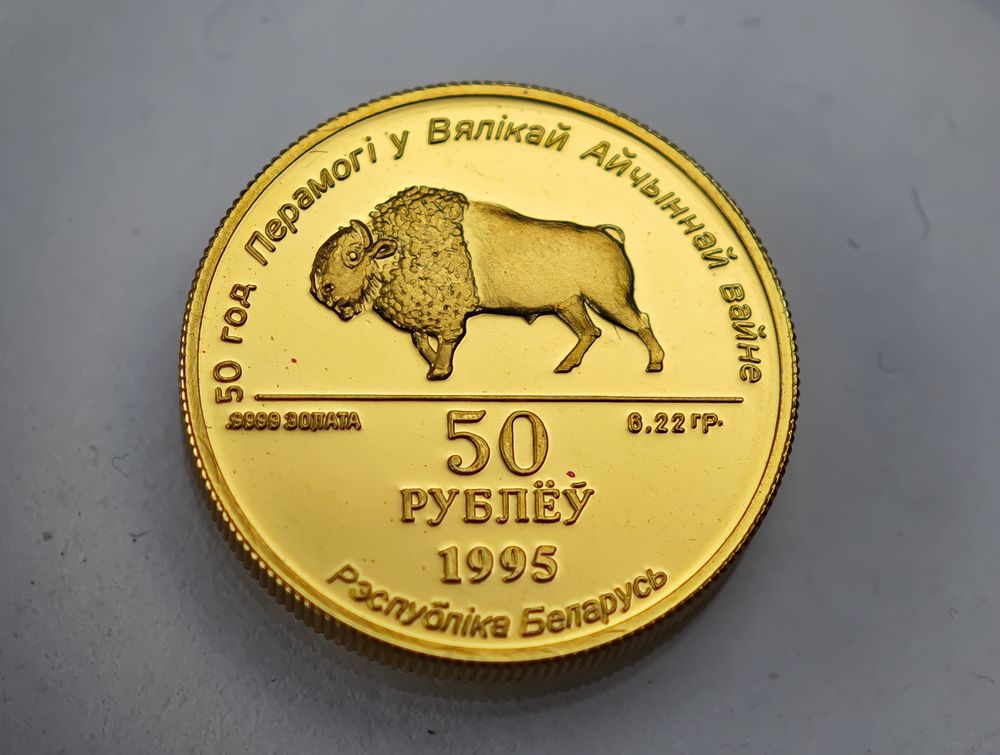 50 год Перамогі у Вялікай Айчыннай вайне
.9999 ЗОЛАТА
6.22 ГР.
50
РУБЛЁЎ
1995
Рэспубліка Беларусь